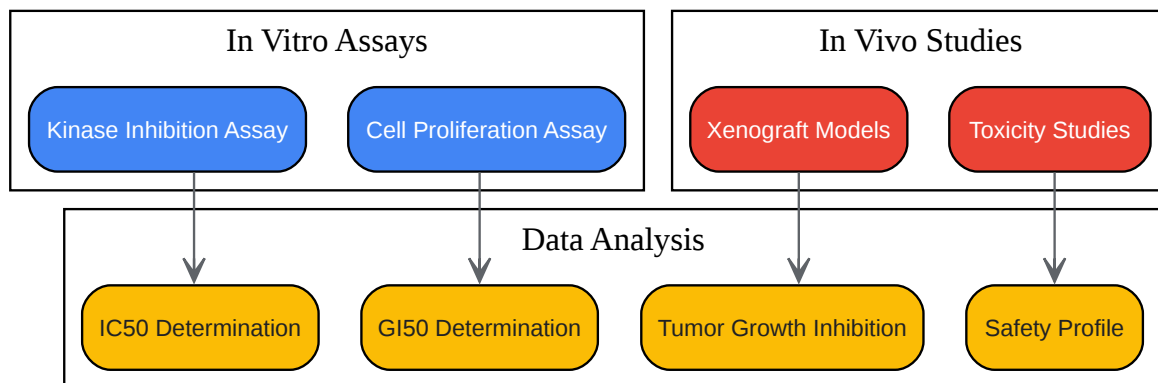 In Vitro Assays
In Vivo Studies
Kinase Inhibition Assay
Cell Proliferation Assay
Xenograft Models
Toxicity Studies
Data Analysis
IC50 Determination
GI50 Determination
Tumor Growth Inhibition
Safety Profile